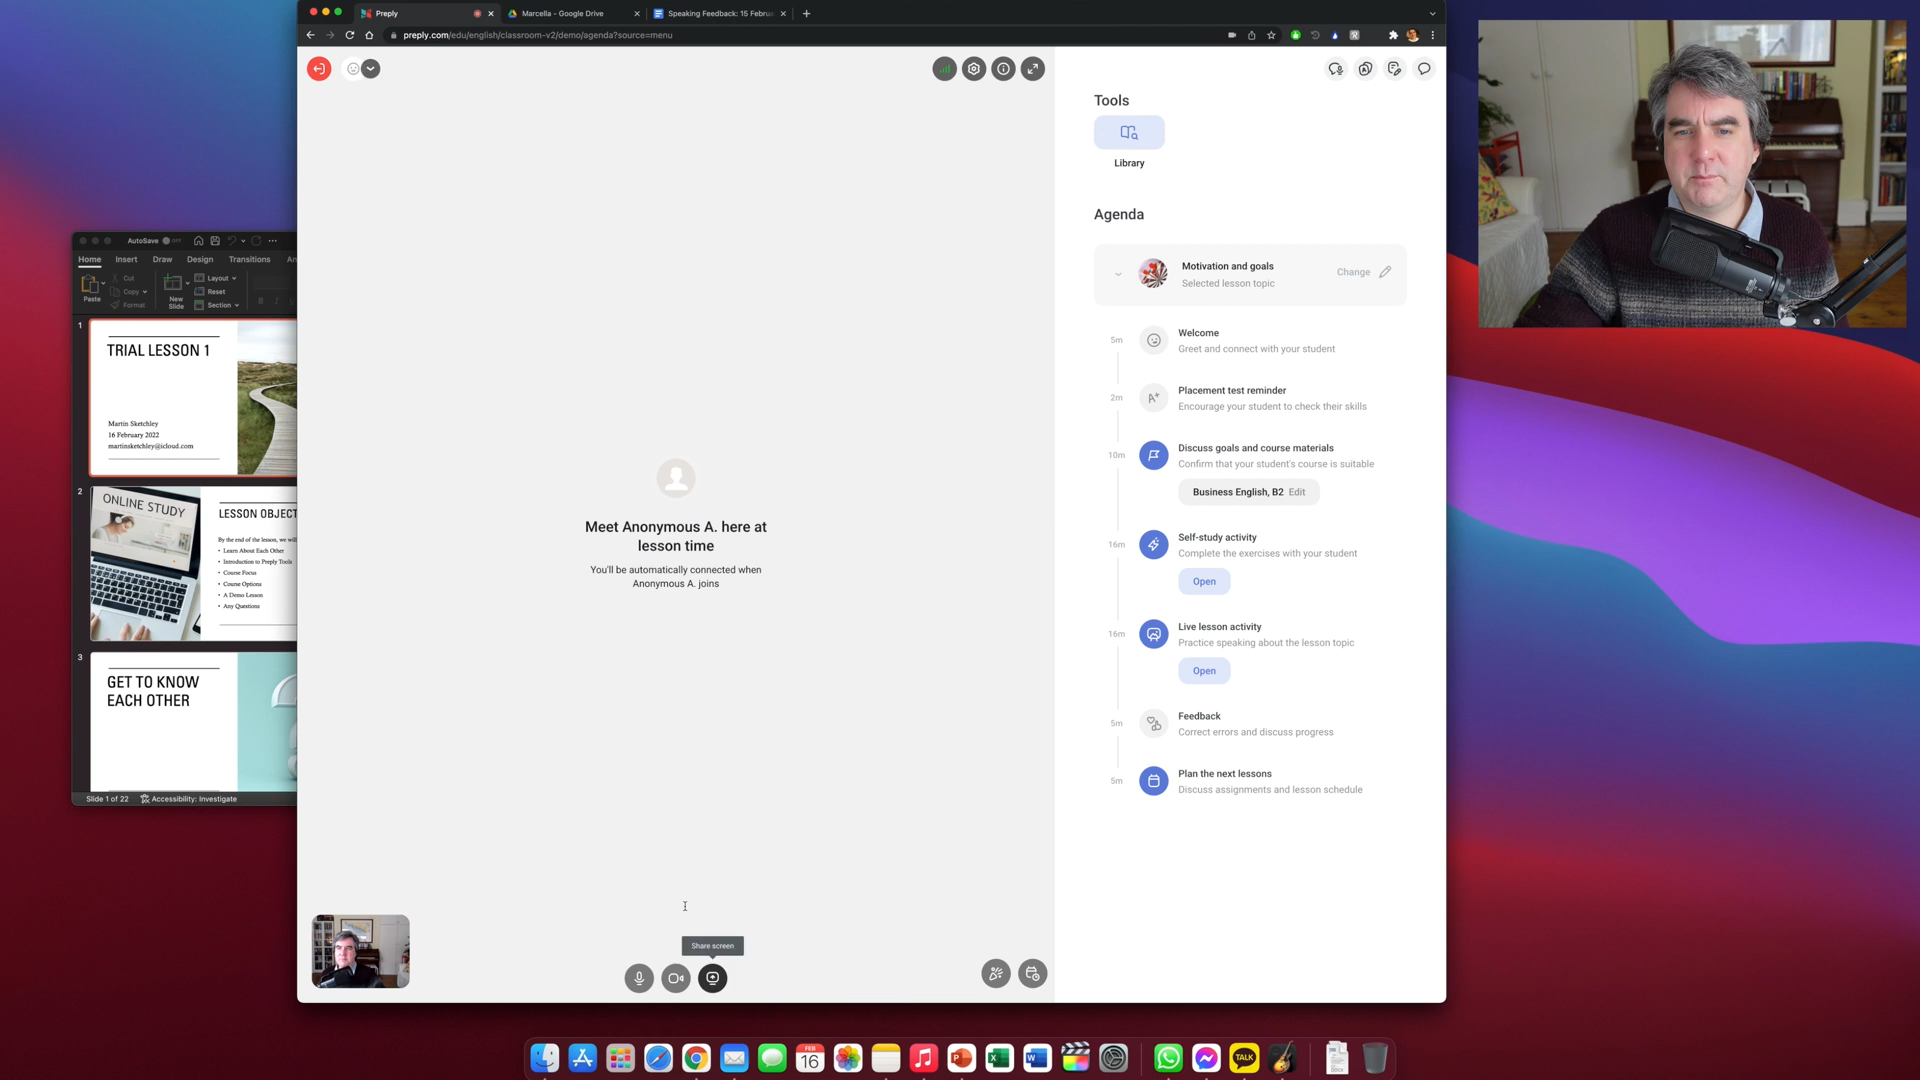 Preply
Marcella - Google Drive
Speaking Feedback: 15 Februa
preply.com/edu/english/classroom-v2/demo/agenda?source=menu
AutoSave
OFF
Home
Insert
Draw
Design
Transitions
An
Paste
Cut
Copy
Format
New
Slide
Layout
Reset
Section
1
TRIAL LESSON 1
Martin Sketchley
16 February 2022
martinsketchley@icloud.com
2
ONLINE STUDY
LESSON OBJECT
By the end of the lesson, we wil
• Learn About Each Other
• Introduction to Preply Tools
• Course Focus
• Course Options
• A Demo Lesson
• Any Questions
3
GET TO KNOW
EACH OTHER
Slide 1 of 22
Accessibility: Investigate
Meet Anonymous A. here at
lesson time
You'll be automatically connected when
Anonymous A. joins
Share screen
Tools
Library
Agenda
Motivation and goals
Selected lesson topic
Change
5m
Welcome
Greet and connect with your student
2m
A+
Placement test reminder
Encourage your student to check their skills
10m
Discuss goals and course materials
Confirm that your student's course is suitable
Business English, B2 Edit
16m
Self-study activity
Complete the exercises with your student
Open
16m
Live lesson activity
Practice speaking about the lesson topic
Open
5m
Feedback
Correct errors and discuss progress
5m
Plan the next lessons
Discuss assignments and lesson schedule
FEB
16
TALK